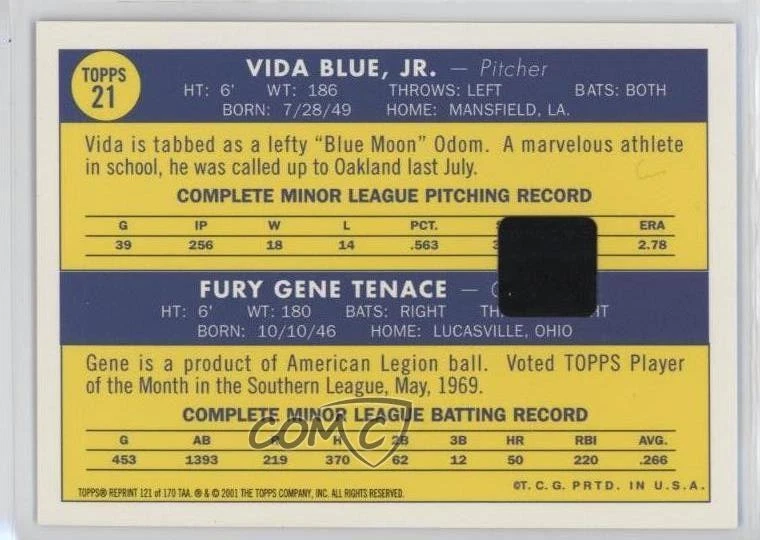 TOPPS
21
VIDA BLUE, JR. — Pitcher
HT: 6' WT: 186 THROWS: LEFT BATS: BOTH
BORN: 7/28/49 HOME: MANSFIELD, LA.
Vida is tabbed as a lefty “Blue Moon” Odom. A marvelous athlete
in school, he was called up to Oakland last July.
COMPLETE MINOR LEAGUE PITCHING RECORD
G IP W L PCT. ERA
39 256 18 14 .563 2.78
FURY GENE TENACE —
HT: 6' WT: 180 BATS: RIGHT
BORN: 10/10/46 HOME: LUCASVILLE, OHIO
Gene is a product of American Legion ball. Voted TOPPS Player
of the Month in the Southern League, May, 1969.
COMPLETE MINOR LEAGUE BATTING RECORD
G AB R H 2B 3B HR RBI AVG.
453 1393 219 370 62 12 50 220 .266
COMC
TOPPS® REPRINT 121 of 170 TAA. ® & © 2001 THE TOPPS COMPANY, INC. ALL RIGHTS RESERVED.
©T. C. G. PRTD. IN U.S.A.